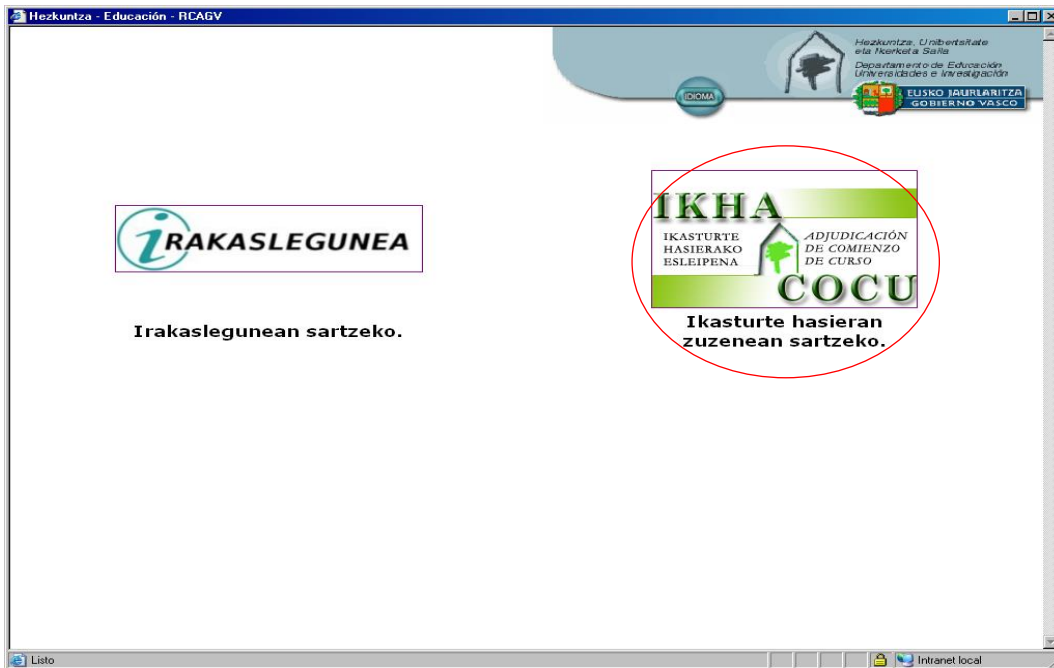 Hezkuntza - Educación - RCAGV
Hezkuntza, Unibertsitate
eta Ikerketa Saila
Departamento de Educación
Universidades e Investigación
IDIOMA
EUSKO JAURLARITZA
GOBIERNO VASCO
IRAKASLEGUNEA
Irakaslegunean sartzeko.
IKHA
IKASTURTE
HASIERAKO
ESLEIPENA
ADJUDICACIÓN
DE COMIENZO
DE CURSO
COCU
Ikasturte hasieran
zuzenean sartzeko.
Listo
Intranet local